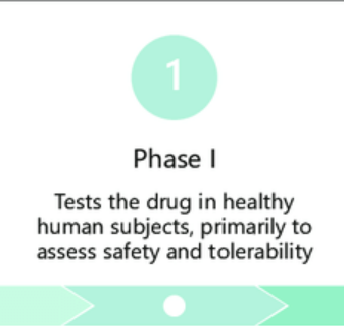 1
Phase I
Tests the drug in healthy
human subjects, primarily to
assess safety and tolerability